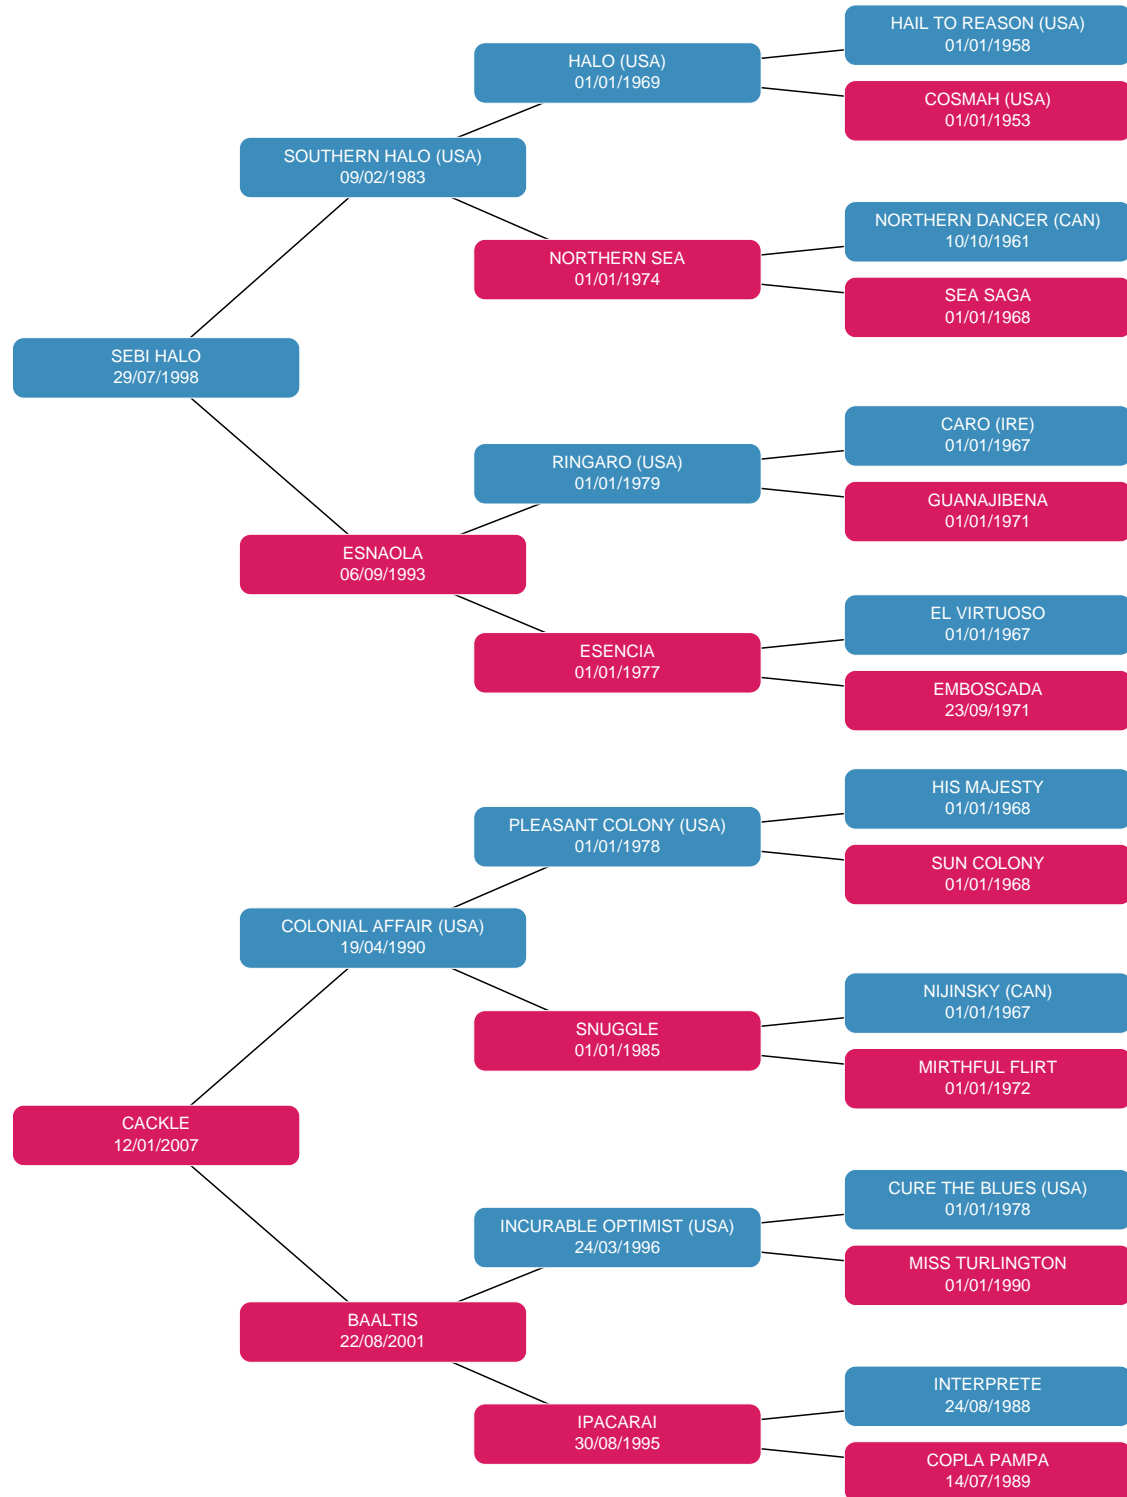 HAIL TO REASON (USA)
01/01/1958
HALO (USA)
01/01/1969
COSMAH (USA)
01/01/1953
SOUTHERN HALO (USA)
09/02/1983
NORTHERN DANCER (CAN)
10/10/1961
NORTHERN SEA
01/01/1974
SEA SAGA
01/01/1968
SEBI HALO
29/07/1998
CARO (IRE)
01/01/1967
RINGARO (USA)
01/01/1979
GUANAJIBENA
01/01/1971
ESNAOLA
06/09/1993
EL VIRTUOSO
01/01/1967
ESENCIA
01/01/1977
EMBOSCADA
23/09/1971
HIS MAJESTY
01/01/1968
PLEASANT COLONY (USA)
01/01/1978
SUN COLONY
01/01/1968
COLONIAL AFFAIR (USA)
19/04/1990
NIJINSKY (CAN)
01/01/1967
SNUGGLE
01/01/1985
MIRTHFUL FLIRT
01/01/1972
CACKLE
12/01/2007
CURE THE BLUES (USA)
01/01/1978
INCURABLE OPTIMIST (USA)
24/03/1996
MISS TURLINGTON
01/01/1990
BAALTIS
22/08/2001
INTERPRETE
24/08/1988
IPACARAI
30/08/1995
COPLA PAMPA
14/07/1989